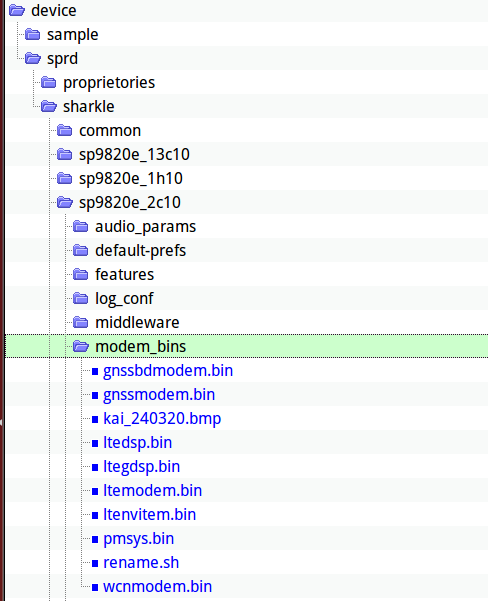 device
sample
sprd
proprietories
sharkle
common
sp9820e_13c10
sp9820e_1h10
sp9820e_2c10
audio_params
default-prefs
features
log_conf
middleware
modem_bins
gnssbdmodem.bin
gnssmodem.bin
kai_240320.bmp
ltedsp.bin
ltegdsp.bin
ltemodem.bin
ltenvitem.bin
pmsys.bin
rename.sh
wcnmodem.bin